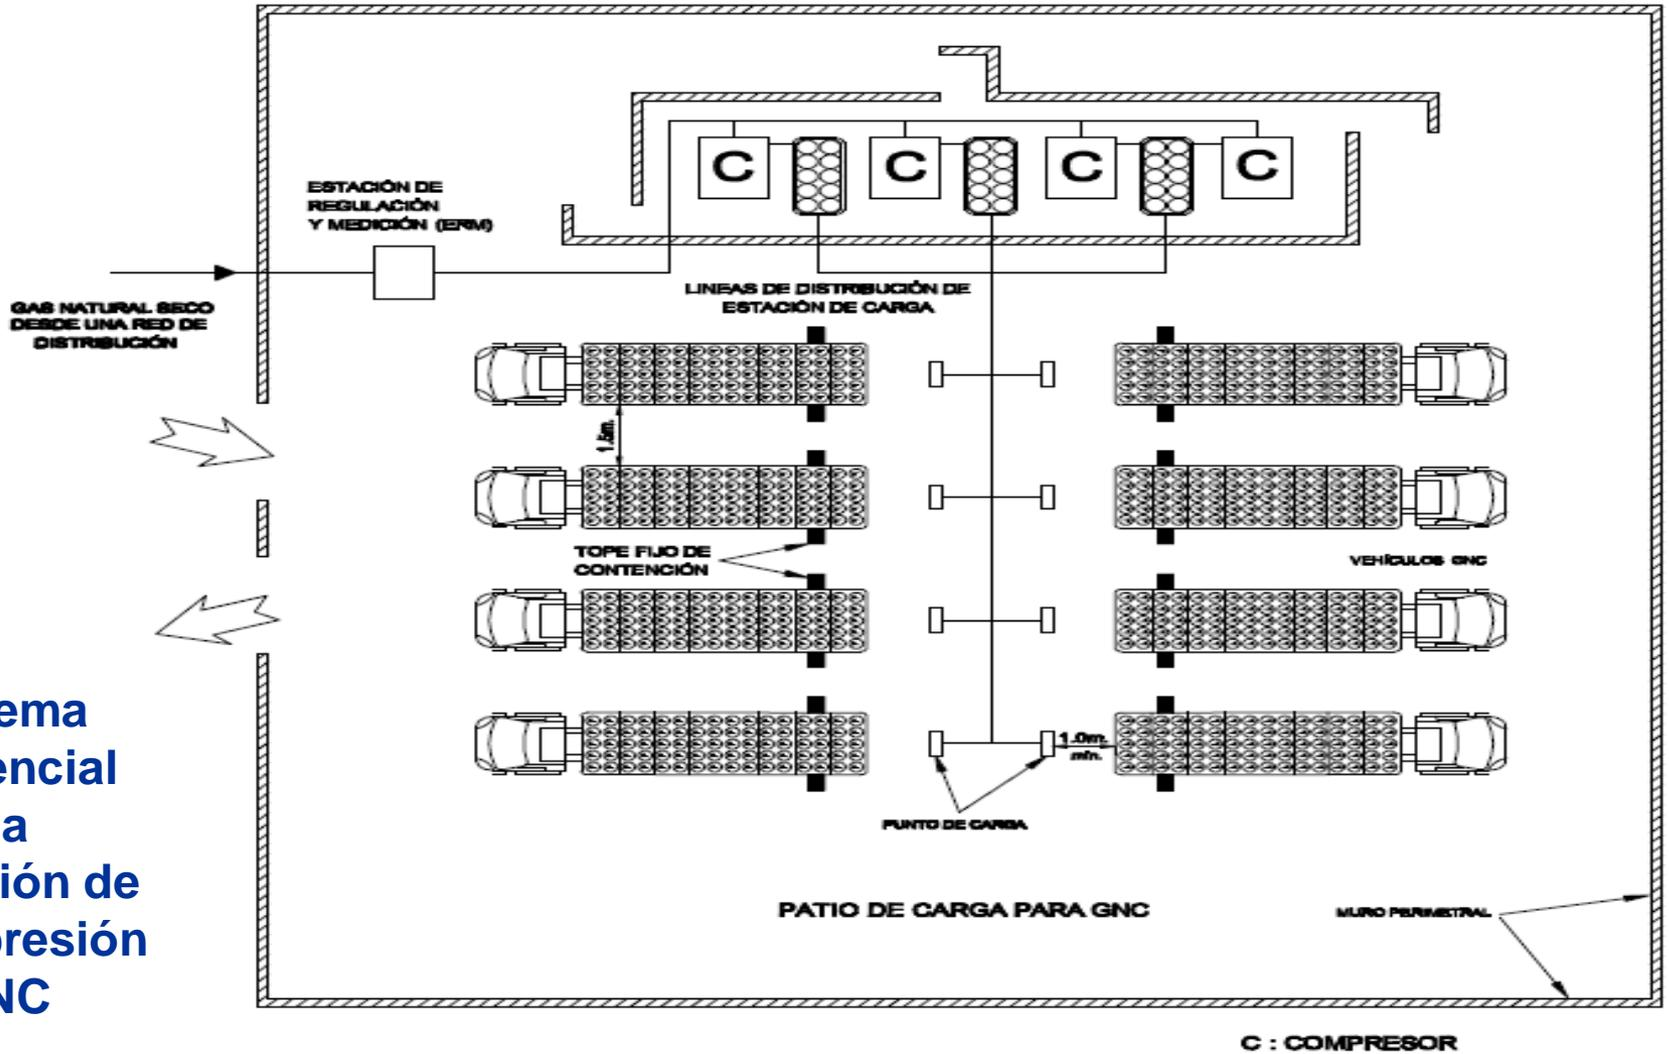 ESTACIÓN DE
REGULACIÓN
Y MEDICIÓN (ERM)
C
C
C
C
GAS NATURAL SECO
DESDE UNA RED DE
DISTRIBUCIÓN
LINEAS DE DISTRIBUCIÓN DE
ESTACIÓN DE CARGA
1.5m.
TOPE FIJO DE
CONTENCIÓN
VEHÍCULOS GNC
1.0m.
mín.
PUNTO DE CARGA
PATIO DE CARGA PARA GNC
MURO PERIMETRAL
C : COMPRESOR
ema
encial
a
ión de
presión
NC